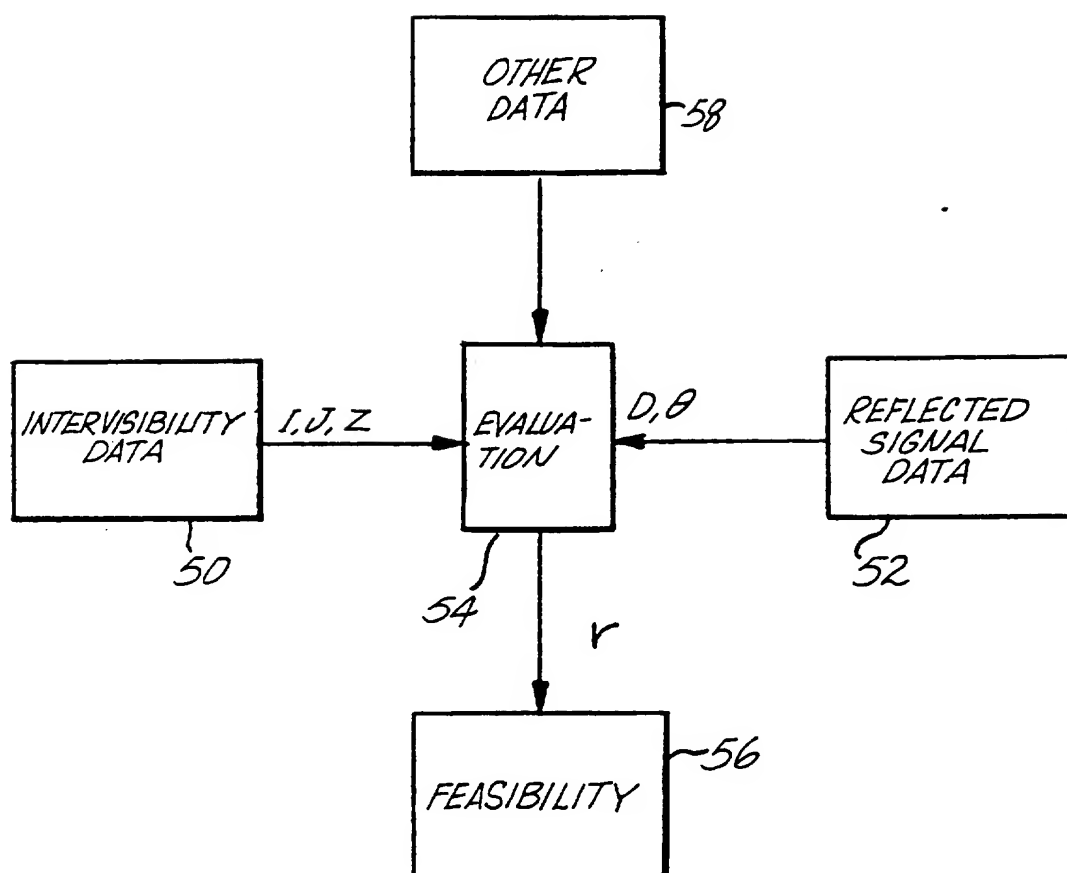 OTHER
DATA
58
INTERVISIBILITY
DATA
50
I, J, Z
EVALUA-
TION
54
D, θ
REFLECTED
SIGNAL
DATA
52
r
FEASIBILITY
56